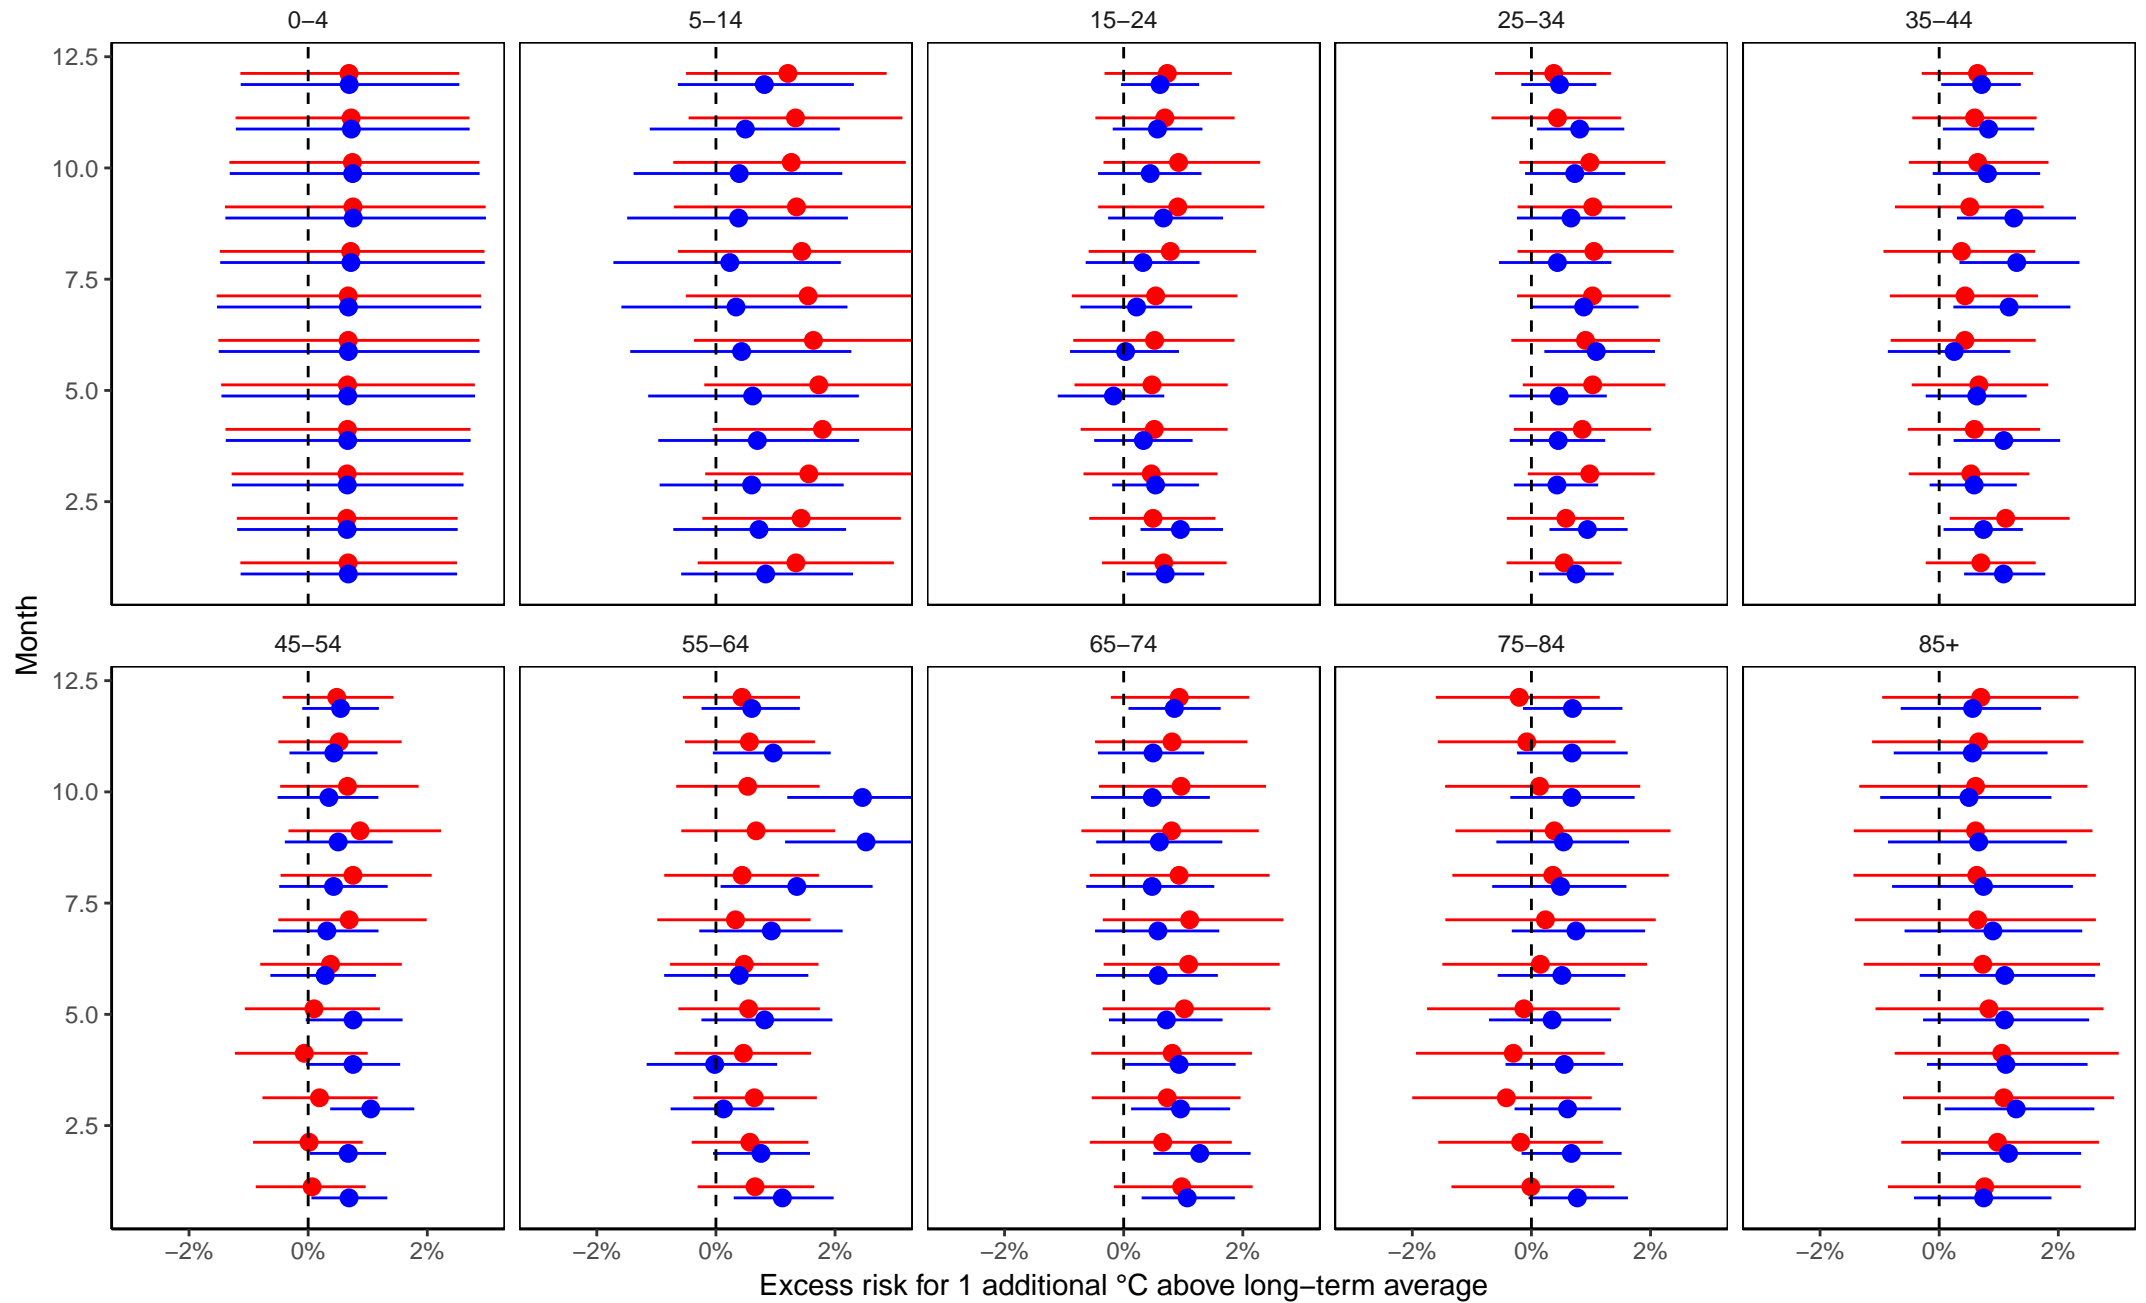 0−4 5−14 15−24 25−34 35−44
12.5
10.0
7.5
5.0
2.5
Month
45−54 55−64 65−74 75−84 85+
12.5
10.0
7.5
5.0
2.5
−2% 0% 2% −2% 0% 2% −2% 0% 2% −2% 0% 2% −2% 0% 2%
Excess risk for 1 additional °C above long−term average